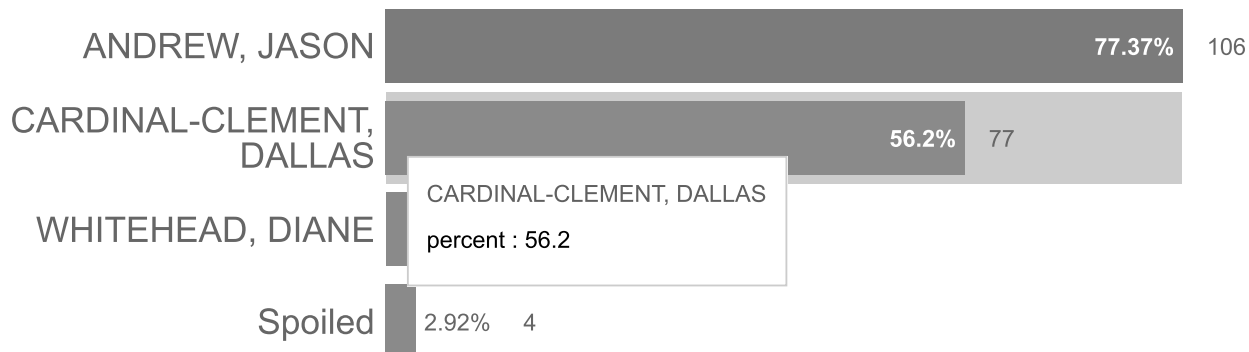 ANDREW, JASON 77.37% 106
CARDINAL-CLEMENT,
DALLAS 56.2% 77
CARDINAL-CLEMENT, DALLAS
percent : 56.2
WHITEHEAD, DIANE
Spoiled 2.92% 4